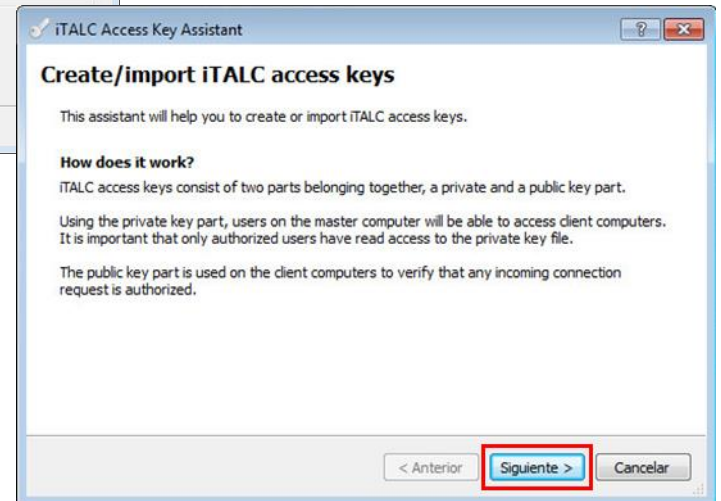 iTALC Access Key Assistant
Create/import iTALC access keys
This assistant will help you to create or import iTALC access keys.
How does it work?
iTALC access keys consist of two parts belonging together, a private and a public key part.
Using the private key part, users on the master computer will be able to access client computers.
It is important that only authorized users have read access to the private key file.
The public key part is used on the client computers to verify that any incoming connection
request is authorized.
< Anterior Siguiente > Cancelar